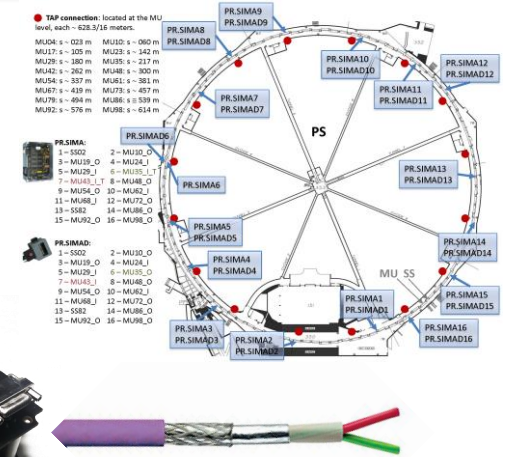 TAP connection: located at the MU
level, each ~ 628.3/16 meters.
MU04: s ~ 023 m MU10: s ~ 060 m
MU17: s ~ 105 m MU23: s ~ 142 m
MU29: s ~ 180 m MU35: s ~ 217 m
MU42: s ~ 262 m MU48: s ~ 300 m
MU54: s ~ 337 m MU61: s ~ 381 m
MU67: s ~ 419 m MU73: s ~ 457 m
MU79: s ~ 494 m MU86: s ≅ 539 m
MU92: s ~ 576 m MU98: s ~ 614 m
PR.SIMA:
1 – SS02 2 – MU10_O
3 – MU19_O 4 – MU24_I
5 – MU29_I 6 – MU35_I_T
7 – MU43_I_T 8 – MU48_O
9 – MU54_O 10 – MU62_I
11 – MU68_I 12 – MU72_O
13 – SS82 14 – MU86_O
15 – MU92_O 16 – MU98_O
PR.SIMAD:
1 – SS02 2 – MU10_O
3 – MU19_O 4 – MU24_I
5 – MU29_I 6 – MU35_O
7 – MU43_I 8 – MU48_O
9 – MU54_O 10 – MU62_I
11 – MU68_I 12 – MU72_O
13 – SS82 14 – MU86_O
15 – MU92_O 16 – MU98_O
PR.SIMA9
PR.SIMAD9
PR.SIMA8
PR.SIMAD8
PR.SIMA10
PR.SIMAD10
PR.SIMA12
PR.SIMAD12
PR.SIMA11
PR.SIMAD11
PR.SIMA7
PR.SIMAD7
PS
PR.SIMAD6
PR.SIMA6
PR.SIMA13
PR.SIMAD13
PR.SIMA5
PR.SIMAD5
PR.SIMA14
PR.SIMAD14
PR.SIMA4
PR.SIMAD4
MU_SS
PR.SIMA15
PR.SIMAD15
PR.SIMA1
PR.SIMAD1
PR.SIMA3
PR.SIMAD3
PR.SIMA2
PR.SIMAD2
PR.SIMA16
PR.SIMAD16